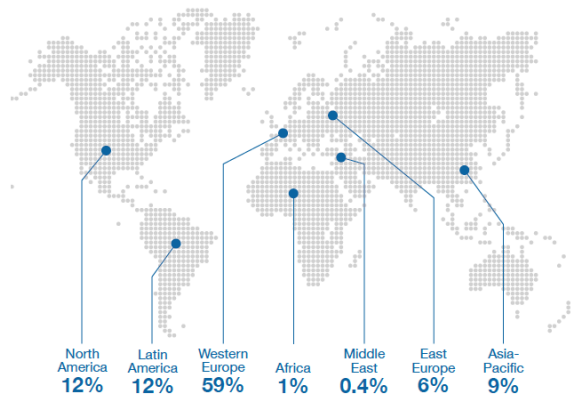 North
America
12%
Latin
America
12%
Western
Europe
59%
Africa
1%
Middle
East
0.4%
East
Europe
6%
Asia-
Pacific
9%